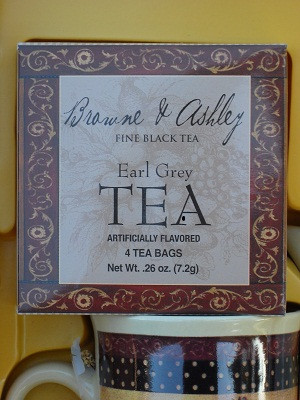 Browne & Ashley
FINE BLACK TEA
Earl Grey
TEA
ARTIFICIALLY FLAVORED
4 TEA BAGS
Net Wt. .26 oz. (7.2g)